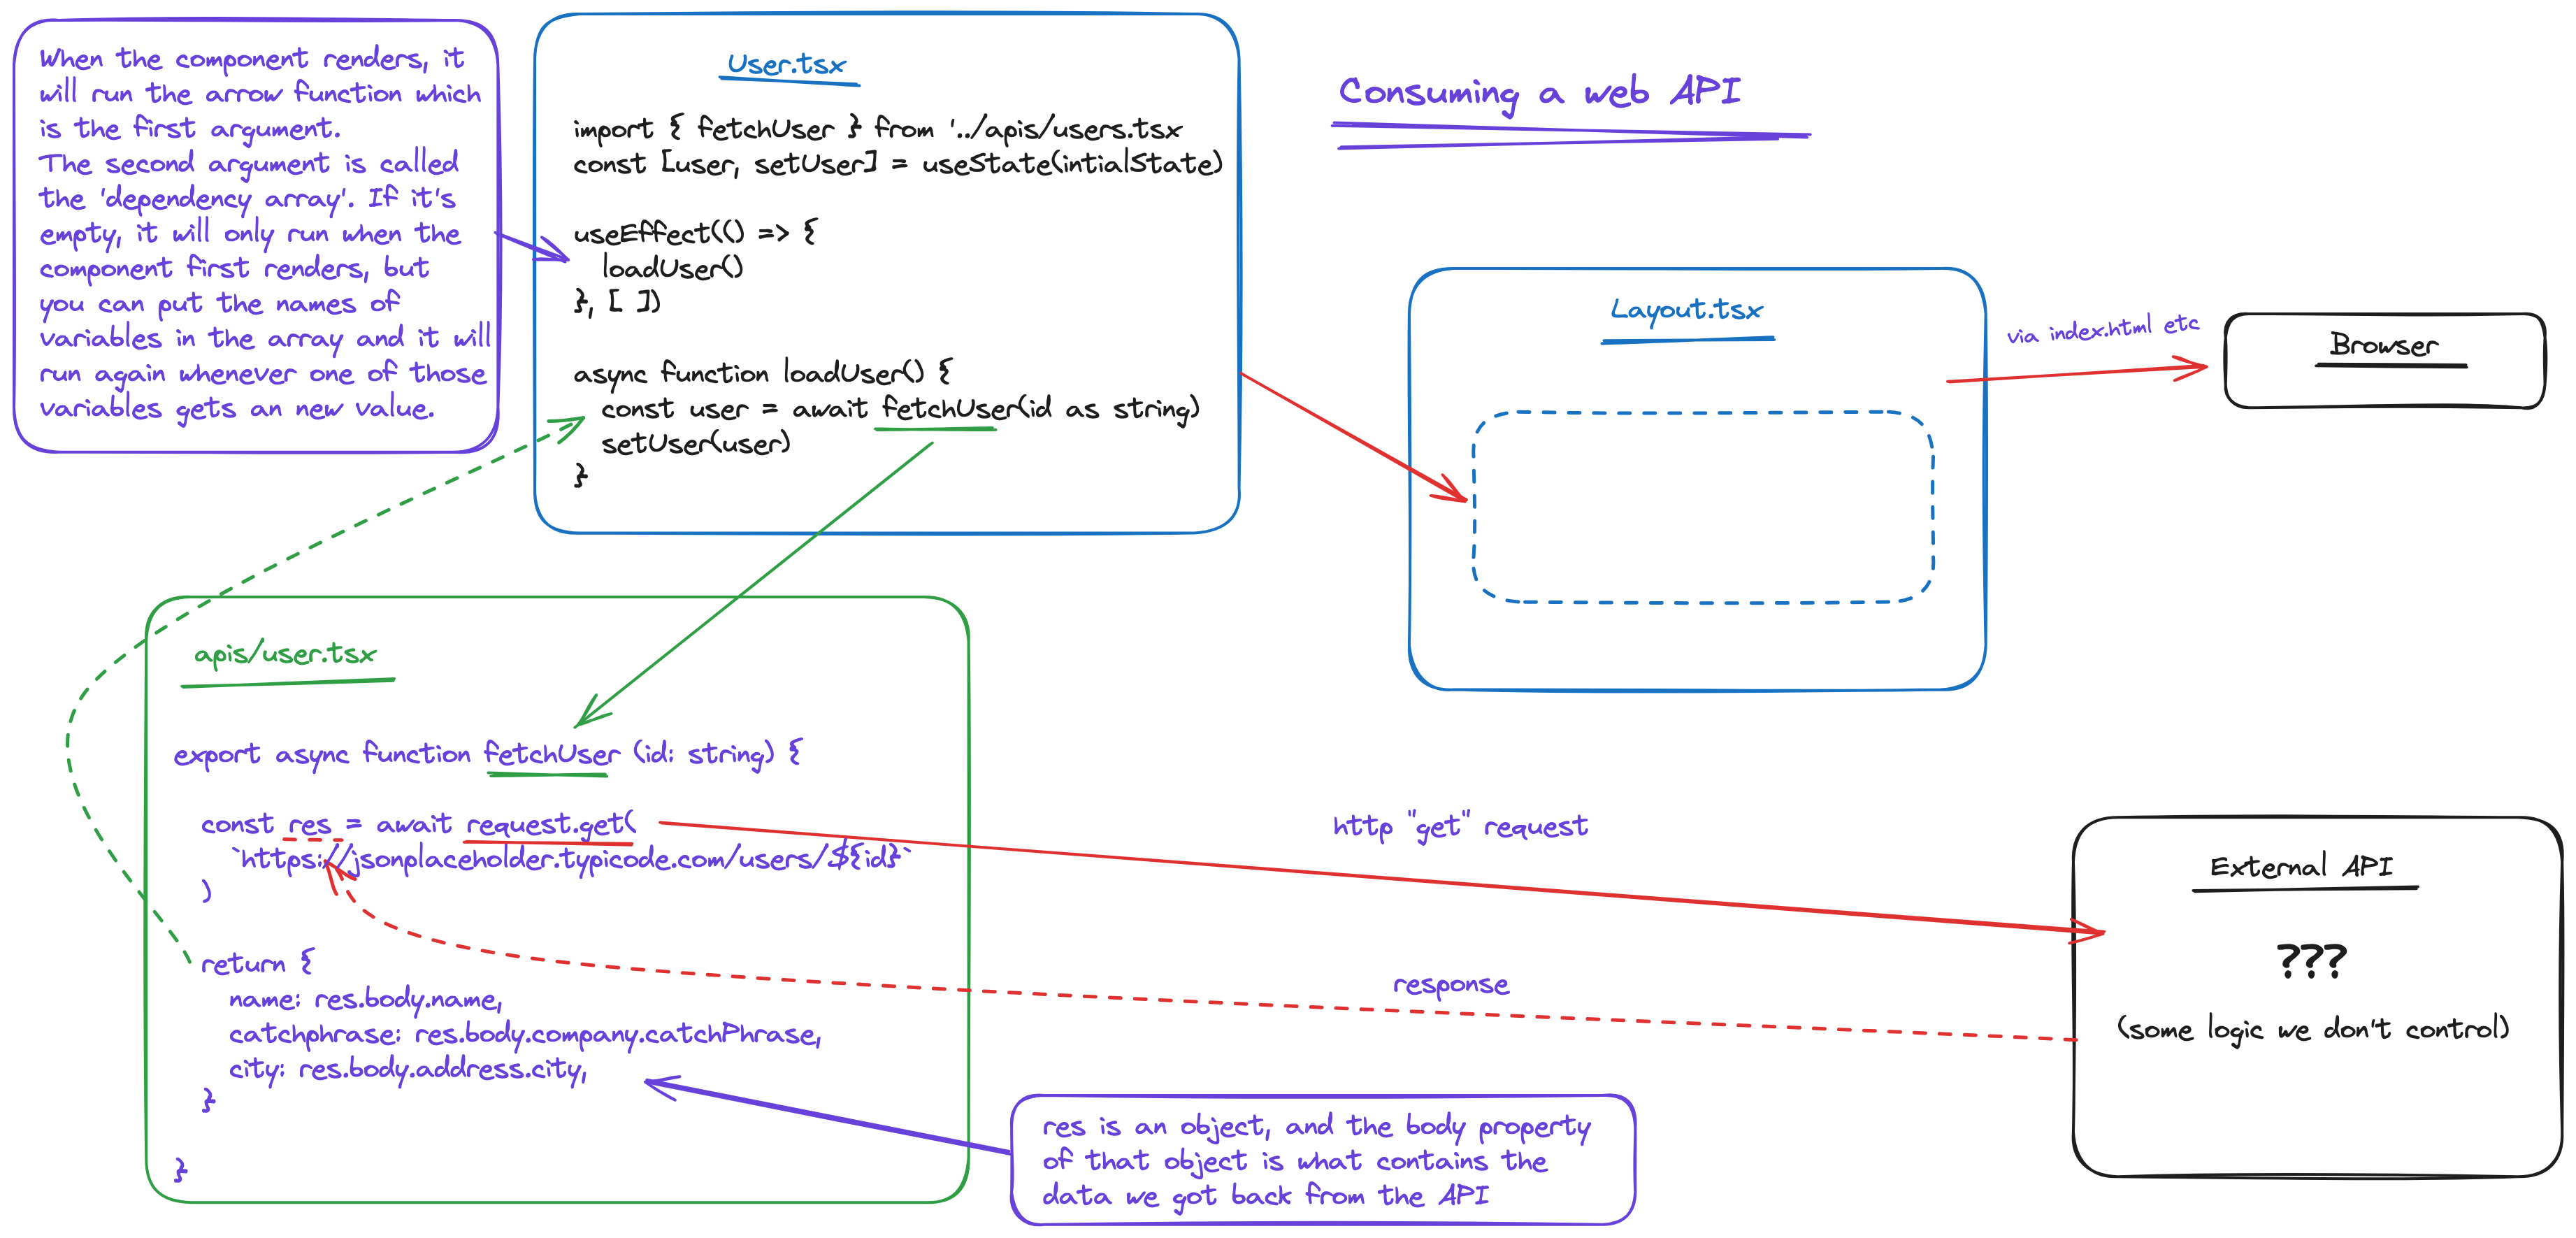 When the component renders, it
will run the arrow function which
is the first argument.
The second argument is called
the 'dependency array'. If it's
empty, it will only run when the
component first renders, but
you can put the names of
variables in the array and it will
run again whenever one of those
variables gets an new value.
User.tsx
import { fetchUser } from '../apis/users.tsx
const [user, setUser] = useState(intialState)
useEffect(() => {
loadUser()
}, [ ])
async function loadUser() {
const user = await fetchUser(id as string)
setUser(user)
}
Consuming a web API
Layout.tsx
via index.html etc
Browser
apis/user.tsx
export async function fetchUser (id: string) {
const res = await request.get(
`https://jsonplaceholder.typicode.com/users/${id}`
)
return {
name: res.body.name,
catchphrase: res.body.company.catchPhrase,
city: res.body.address.city,
}
}
http "get" request
response
External API
???
(some logic we don't control)
res is an object, and the body property
of that object is what contains the
data we got back from the API